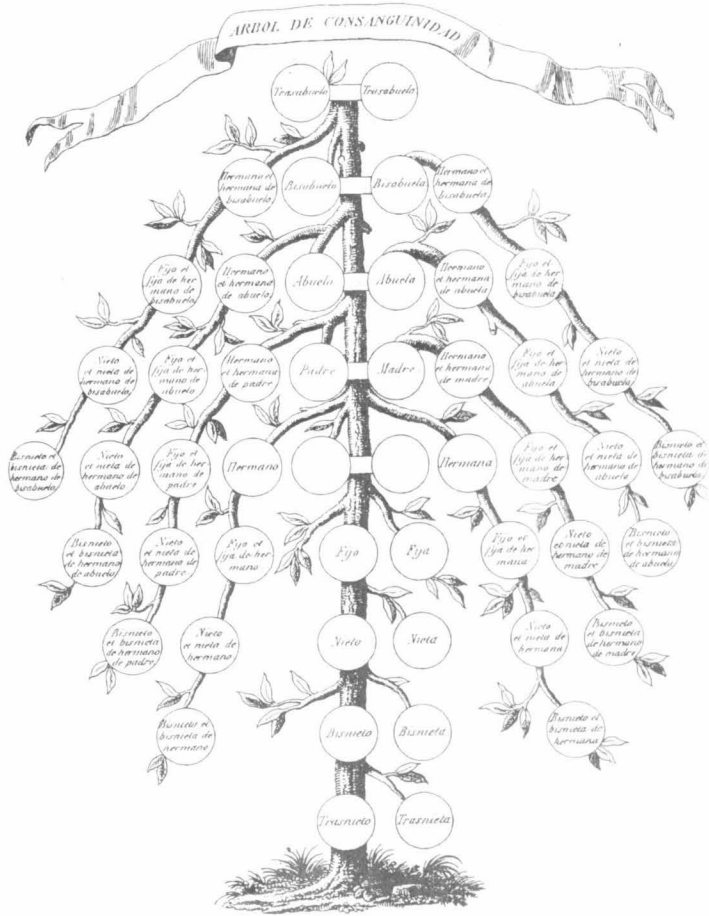 ARBOL DE CONSANGUINIDAD
Trasabuelo
Trasabuela
Hermano et
hermana de
bisabuelo
Bisabuelo
Bisabuela
Hermano et
hermana de
bisabuela
Fijo et
fija de her
mano de
bisabuelo
Hermano
et hermana
de abuelo
Abuelo
Abuela
Hermano
et hermana
de abuela
Fijo et
fija de her
mano de
bisabuela
Nieto
et nieta de
hermano de
bisabuelo
Fijo et
fija de her
mano de
abuelo
Hermano
et hermana
de padre
Padre
Madre
Hermano
et hermana
de madre
Fijo et
fija de her
mano de
abuela
Nieto
et nieta de
hermano de
bisabuela
Bisnieto et
bisnieta de
hermano de
bisabuelo
Nieto
et nieta de
hermano de
abuelo
Fijo et
fija de her
mano de
padre
Hermano
Hermana
Fijo et
fija de her
mano de
madre
Nieto
et nieta de
hermano de
abuela
Bisnieto et
bisnieta de
hermano de
bisabuela
Bisnieto
et bisnieta
de hermano
de abuelo
Nieto
et nieta de
hermano de
padre
Fijo et
fija de her
mano
Fijo
Fija
Fijo et
fija de her
mana
Nieto
et nieta de
hermano de
madre
Bisnieto
et bisnieta
de hermano
de abuela
Bisnieto
et bisnieta
de hermano
de padre
Nieto
et nieta de
hermano
Nieto
Nieta
Nieto
et nieta de
hermana
Bisnieto
et bisnieta
de hermano
de madre
Bisnieto et
bisnieta de
hermano
Bisnieto
Bisnieta
Bisnieto et
bisnieta de
hermana
Trasnieto
Trasnieta